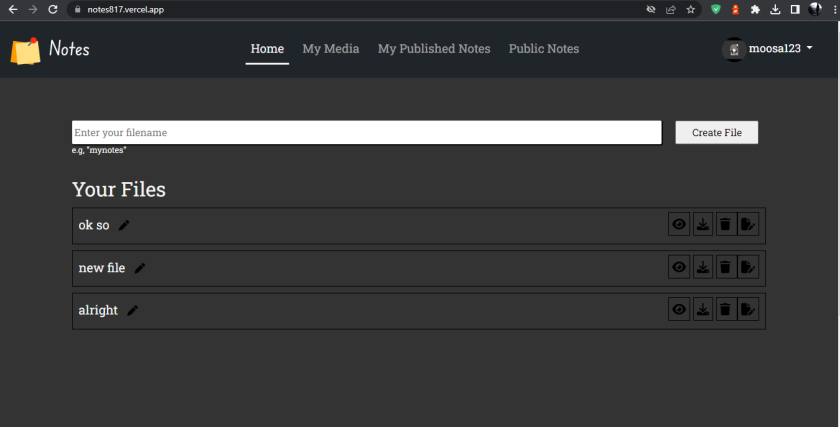 notes817.vercel.app
Notes
Home My Media My Published Notes Public Notes moosa123
Enter your filename Create File
e.g, "mynotes"
Your Files
ok so
new file
alright